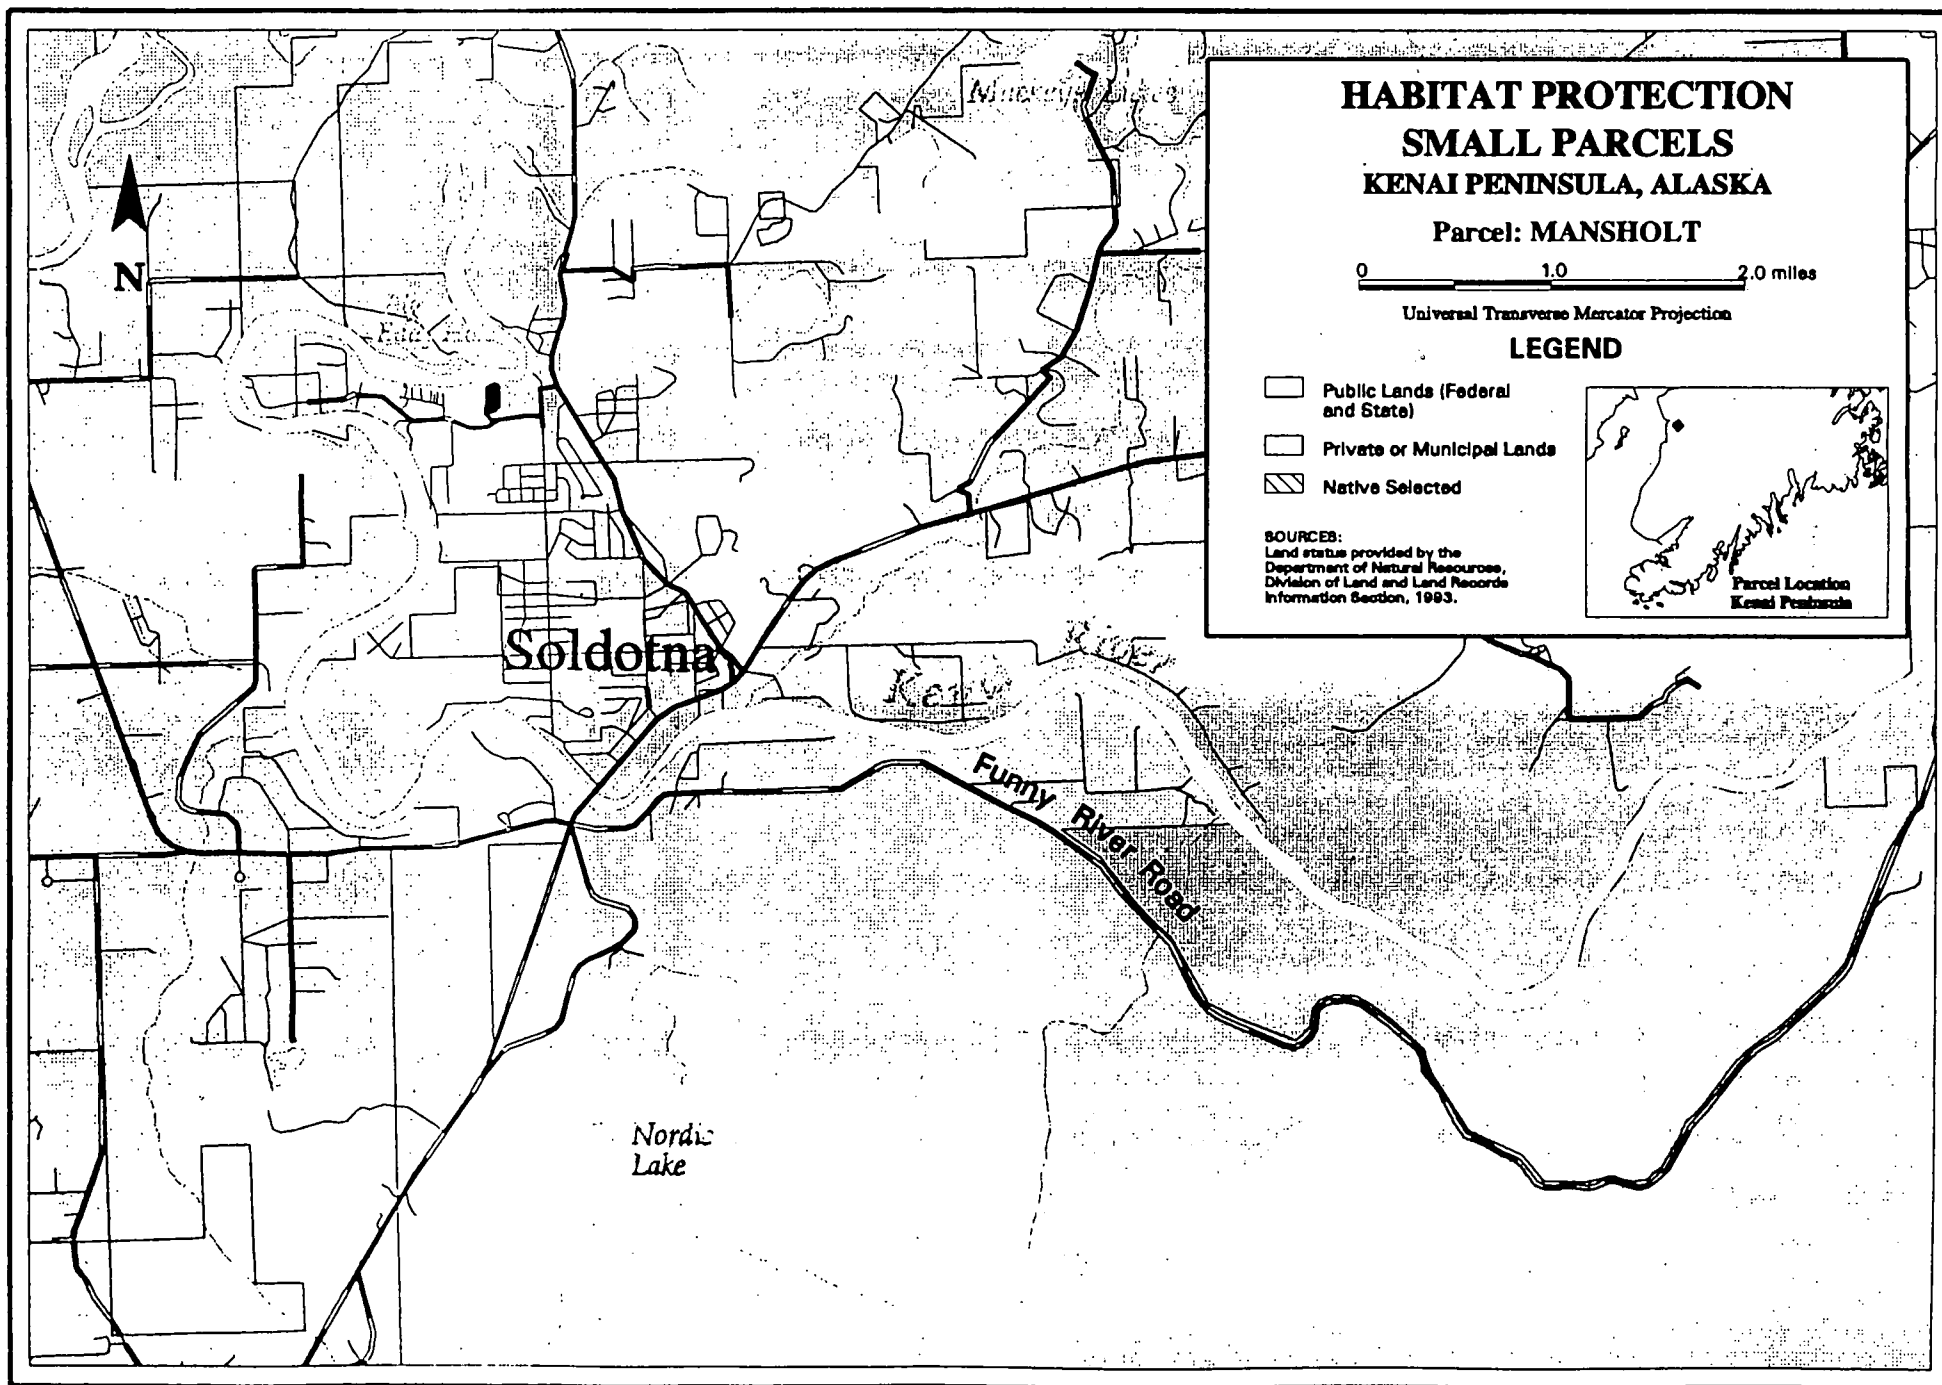 HABITAT PROTECTION
SMALL PARCELS
KENAI PENINSULA, ALASKA
Parcel: MANSHOLT
0 1.0 2.0 miles
Universal Transverse Mercator Projection
LEGEND
Public Lands (Federal
and State)
Private or Municipal Lands
Native Selected
SOURCES:
Land status provided by the
Department of Natural Resources,
Division of Land and Land Records
Information Section, 1993.
Parcel Location
Kenai Peninsula
N
Soldotna
River
Funny River Road
Nordic
Lake